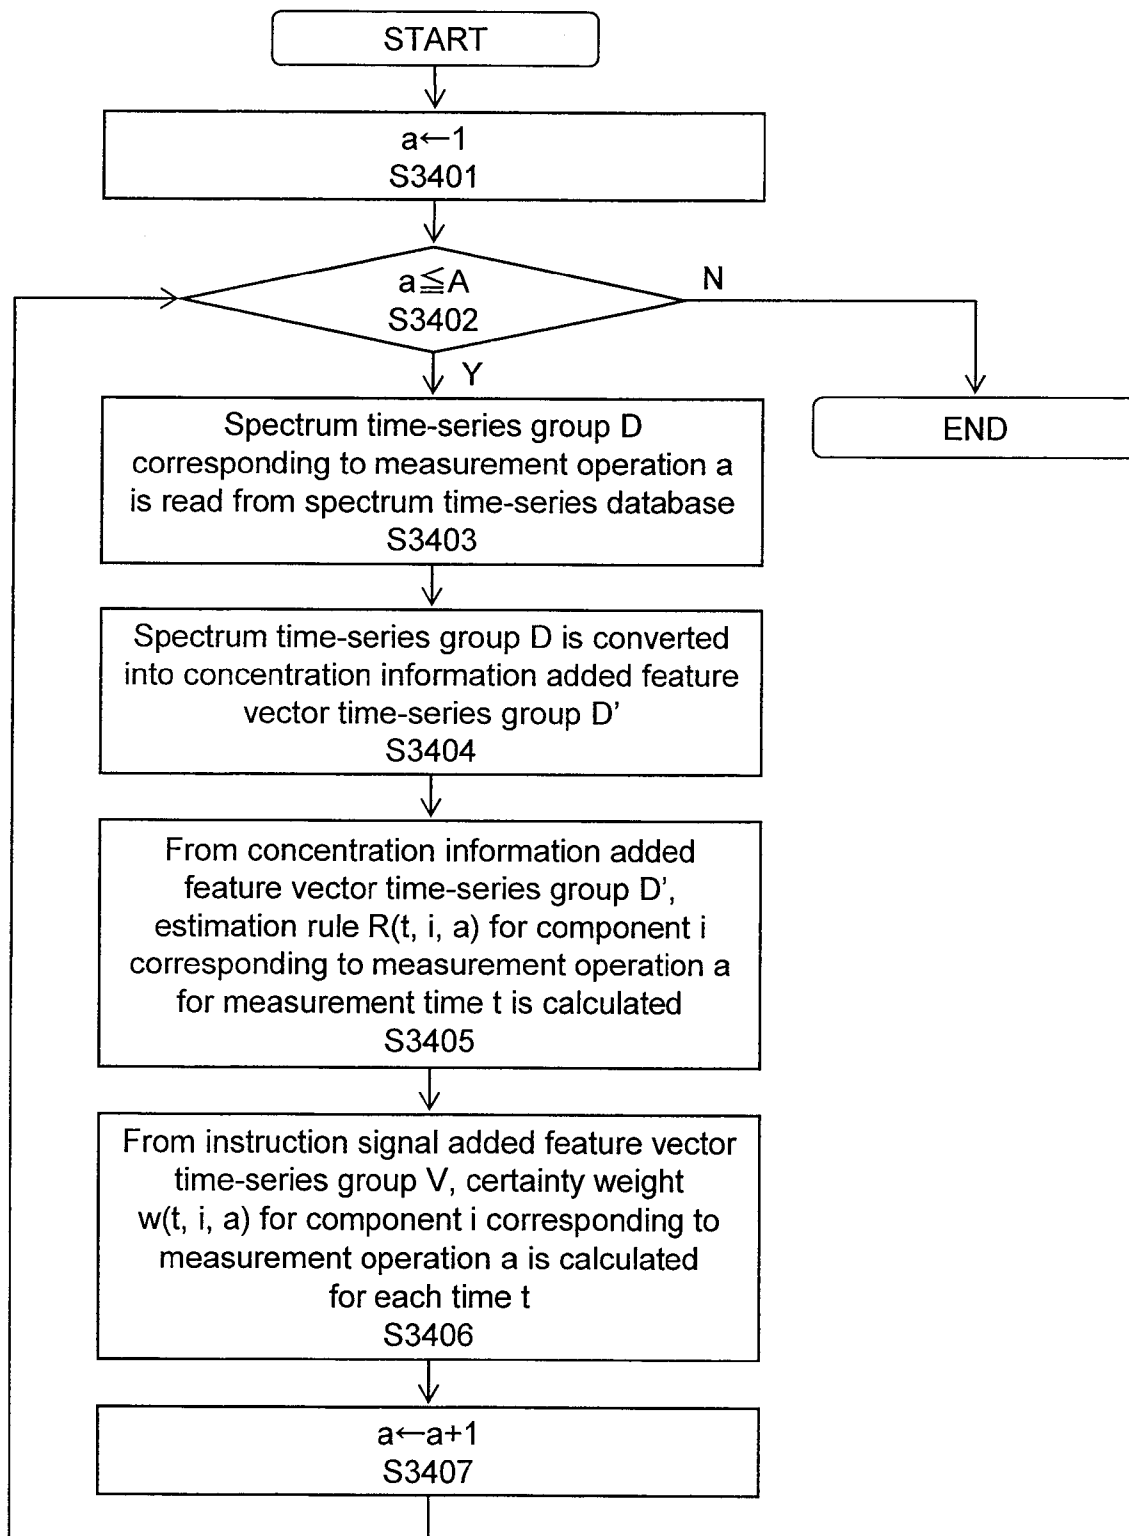 START
a←1
S3401
a≦A
S3402
N
Y
Spectrum time-series group D
corresponding to measurement operation a
is read from spectrum time-series database
S3403
END
Spectrum time-series group D is converted
into concentration information added feature
vector time-series group D’
S3404
From concentration information added
feature vector time-series group D’,
estimation rule R(t, i, a) for component i
corresponding to measurement operation a
for measurement time t is calculated
S3405
From instruction signal added feature vector
time-series group V, certainty weight
w(t, i, a) for component i corresponding to
measurement operation a is calculated
for each time t
S3406
a←a+1
S3407